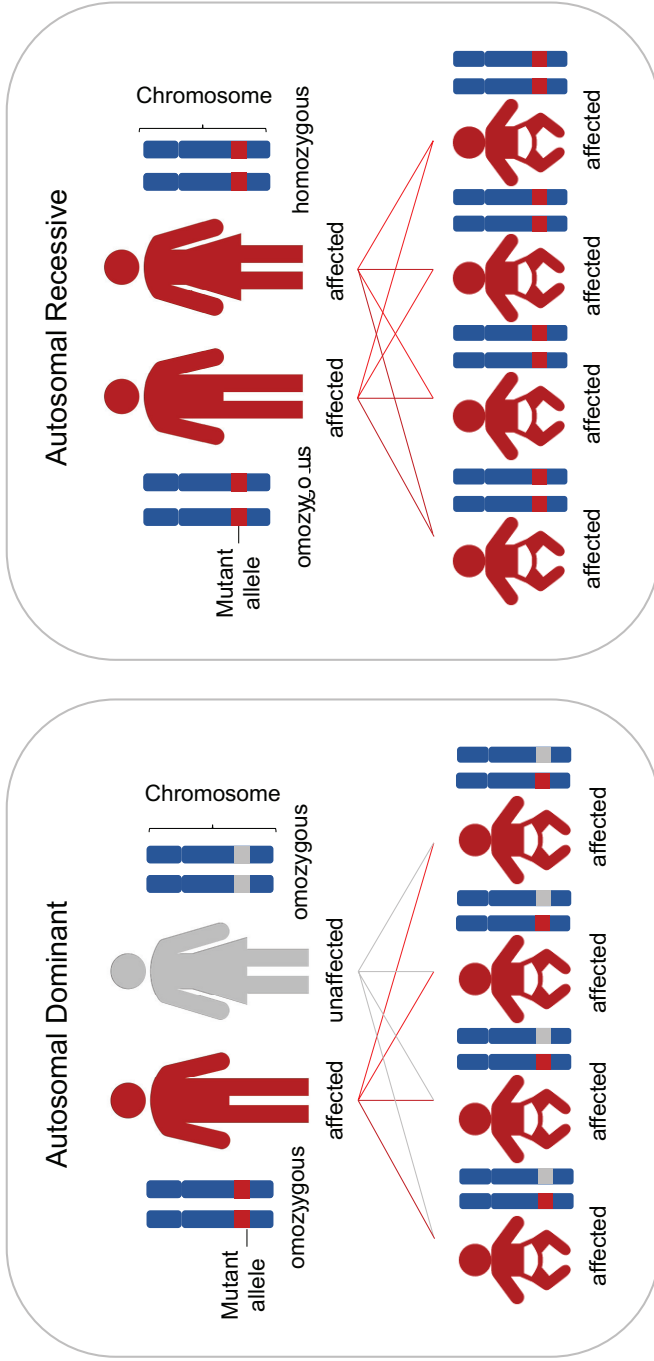 Autosomal Dominant
Chromosome
Mutant
allele
omozyygous
omozygous
affected
unaffected
affected
affected
affected
affected
Autosomal Recessive
Chromosome
Mutant
allele
homozygous
affected
affected
affected
affected
affected
affected